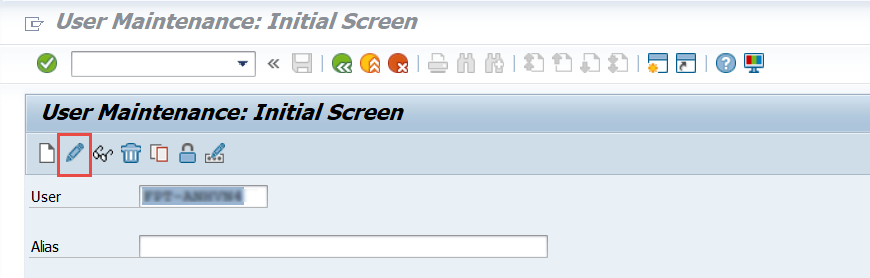 User Maintenance: Initial Screen
User Maintenance: Initial Screen
User
Alias